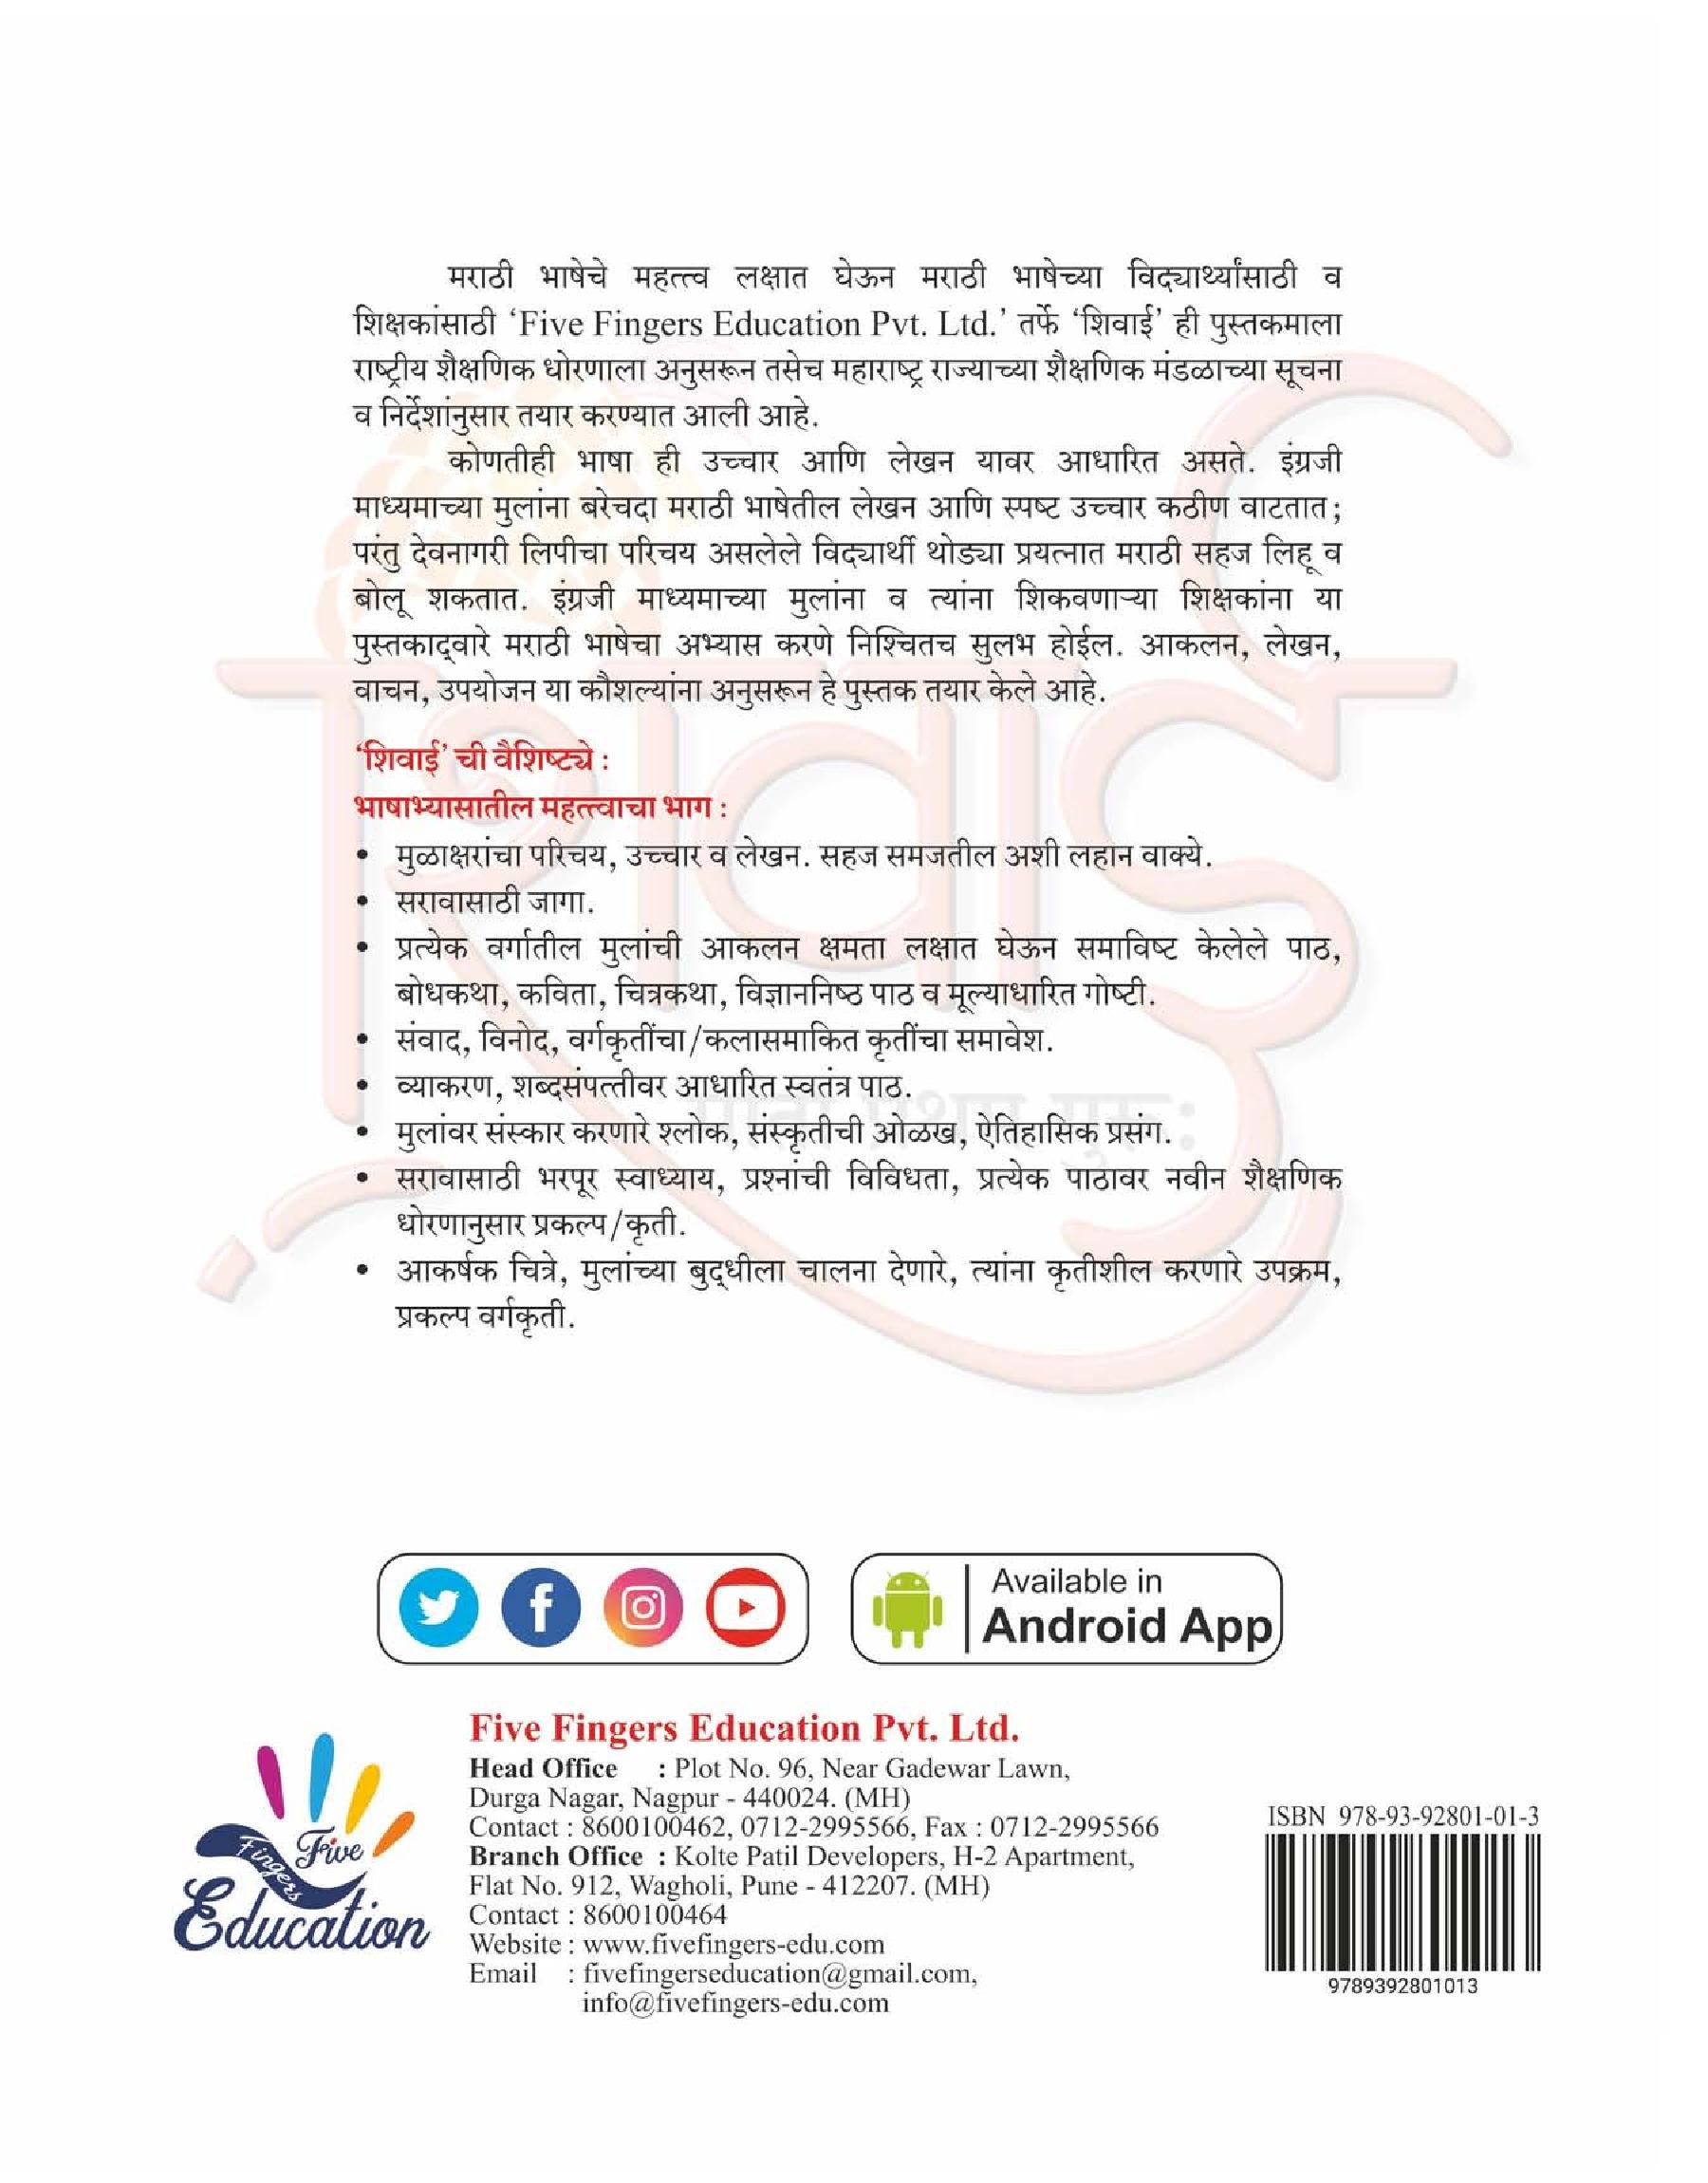 मराठी भाषेचे महत्त्व लक्षात घेऊन मराठी भाषेच्या विद्यार्थ्यांसाठी व
शिक्षकांसाठी ‘Five Fingers Education Pvt. Ltd.’ तर्फे ‘शिवाई’ ही पुस्तकमाला
राष्ट्रीय शैक्षणिक धोरणाला अनुसरून तसेच महाराष्ट्र राज्याच्या शैक्षणिक मंडळाच्या सूचना
व निर्देशांनुसार तयार करण्यात आली आहे.
कोणतीही भाषा ही उच्चार आणि लेखन यावर आधारित असते. इंग्रजी
माध्यमाच्या मुलांना बरेचदा मराठी भाषेतील लेखन आणि स्पष्ट उच्चार कठीण वाटतात;
परंतु देवनागरी लिपीचा परिचय असलेले विद्यार्थी थोड्या प्रयत्नात मराठी सहज लिहू व
बोलू शकतात. इंग्रजी माध्यमाच्या मुलांना व त्यांना शिकवणाऱ्या शिक्षकांना या
पुस्तकाद्‌वारे मराठी भाषेचा अभ्यास करणे निश्चितच सुलभ होईल. आकलन, लेखन,
वाचन, उपयोजन या कौशल्यांना अनुसरून हे पुस्तक तयार केले आहे.
‘शिवाई’ ची वैशिष्ट्ये :
भाषाभ्यासातील महत्त्वाचा भाग :
• मुळाक्षरांचा परिचय, उच्चार व लेखन. सहज समजतील अशी लहान वाक्ये.
• सरावासाठी जागा.
• प्रत्येक वर्गातील मुलांची आकलन क्षमता लक्षात घेऊन समाविष्ट केलेले पाठ,
बोधकथा, कविता, चित्रकथा, विज्ञाननिष्ठ पाठ व मूल्याधारित गोष्टी.
• संवाद, विनोद, वर्गकृतींचा/कलासमाकित कृतींचा समावेश.
• व्याकरण, शब्दसंपत्तीवर आधारित स्वतंत्र पाठ.
• मुलांवर संस्कार करणारे श्लोक, संस्कृतीची ओळख, ऐतिहासिक प्रसंग.
• सरावासाठी भरपूर स्वाध्याय, प्रश्नांची विविधता, प्रत्येक पाठावर नवीन शैक्षणिक
धोरणानुसार प्रकल्प/कृती.
• आकर्षक चित्रे, मुलांच्या बुद्‌धीला चालना देणारे, त्यांना कृतीशील करणारे उपक्रम,
प्रकल्प वर्गकृती.
शिवाई
Available in
Android App
Five Fingers Education Pvt. Ltd.
Head Office : Plot No. 96, Near Gadewar Lawn,
Durga Nagar, Nagpur - 440024. (MH)
Contact : 8600100462, 0712-2995566, Fax : 0712-2995566
Branch Office : Kolte Patil Developers, H-2 Apartment,
Flat No. 912, Wagholi, Pune - 412207. (MH)
Contact : 8600100464
Website : www.fivefingers-edu.com
Email : fivefingerseducation@gmail.com,
info@fivefingers-edu.com
Five
Fingers
Education
ISBN 978-93-92801-01-3
9789392801013